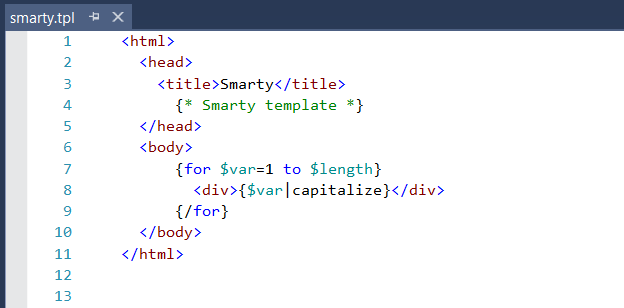 smarty.tpl
1 <html>
2 <head>
3 <title>Smarty</title>
4 {* Smarty template *}
5 </head>
6 <body>
7 {for $var=1 to $length}
8 <div>{$var|capitalize}</div>
9 {/for}
10 </body>
11 </html>
12
13